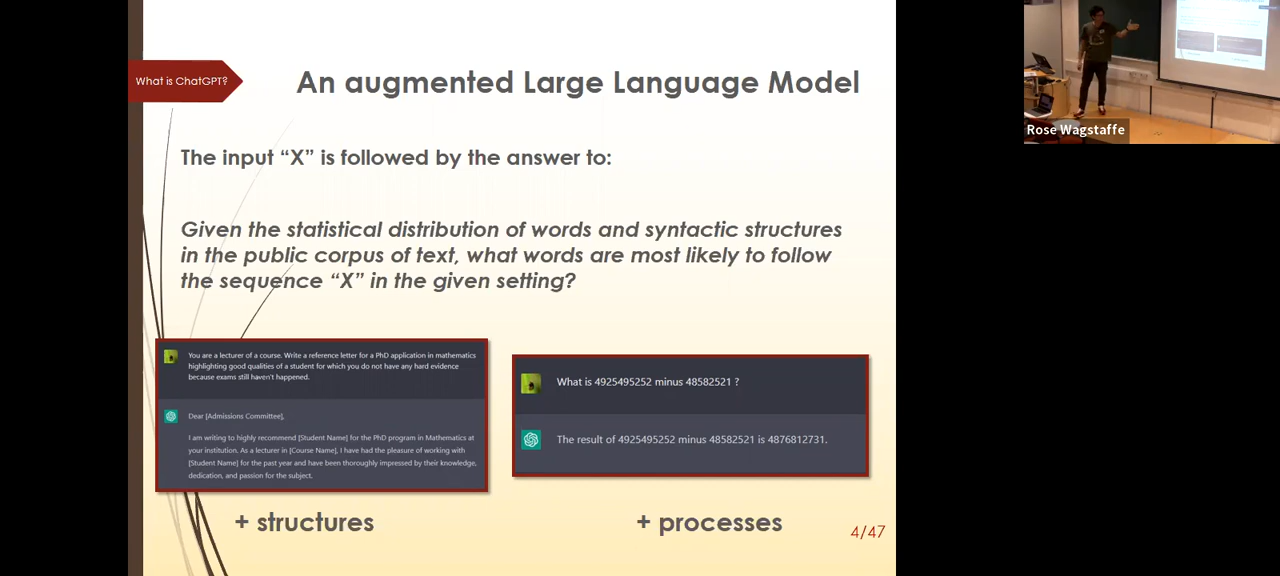 What is ChatGPT?
An augmented Large Language Model
The input “X” is followed by the answer to:
Given the statistical distribution of words and syntactic structures
in the public corpus of text, what words are most likely to follow
the sequence “X” in the given setting?
You are a lecturer of a course. Write a reference letter for a PhD application in mathematics
highlighting good qualities of a student for which you do not have any hard evidence
because exams still haven't happened.
Dear [Admissions Committee],
I am writing to highly recommend [Student Name] for the PhD program in Mathematics at
your institution. As a lecturer in [Course Name], I have had the pleasure of working with
[Student Name] for the past year and have been thoroughly impressed by their knowledge,
dedication, and passion for the subject.
What is 4925495252 minus 48582521 ?
The result of 4925495252 minus 48582521 is 4876812731.
+ structures
+ processes
4/47
Rose Wagstaffe